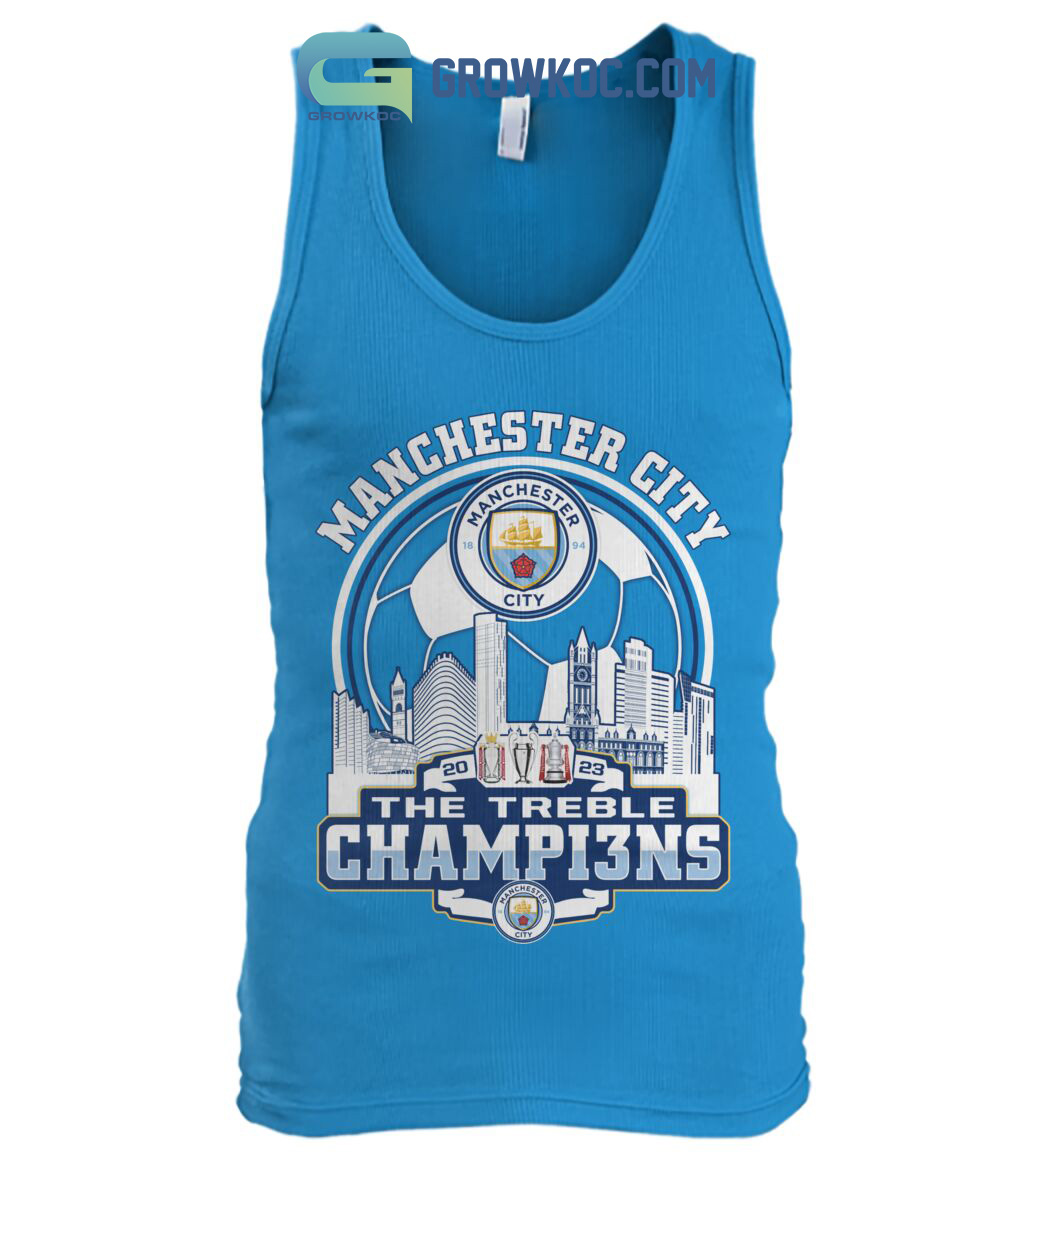 GROWKOC.COM
GROWKOC
MANCHESTER CITY
MANCHESTER
18 94
CITY
20 23
THE TREBLE
CHAMPI3NS
MANCHESTER
CITY